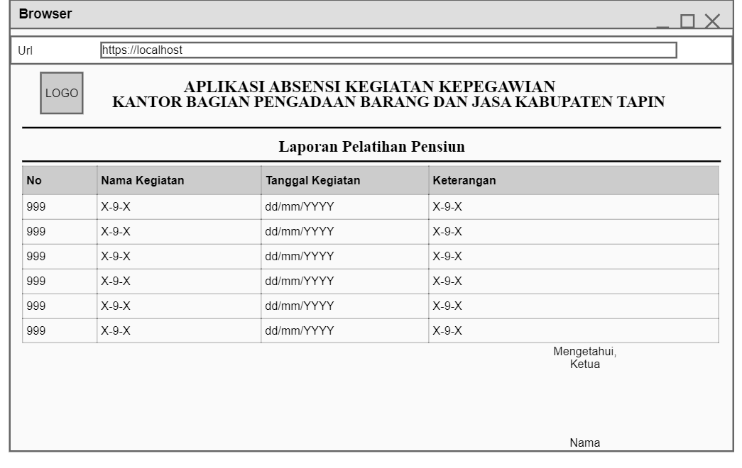 Browser
Url https://localhost
LOGO
APLIKASI ABSENSI KEGIATAN KEPEGAWIAN
KANTOR BAGIAN PENGADAAN BARANG DAN JASA KABUPATEN TAPIN
Laporan Pelatihan Pensiun
No Nama Kegiatan Tanggal Kegiatan Keterangan
999 X-9-X dd/mm/YYYY X-9-X
999 X-9-X dd/mm/YYYY X-9-X
999 X-9-X dd/mm/YYYY X-9-X
999 X-9-X dd/mm/YYYY X-9-X
999 X-9-X dd/mm/YYYY X-9-X
999 X-9-X dd/mm/YYYY X-9-X
Mengetahui,
Ketua
Nama